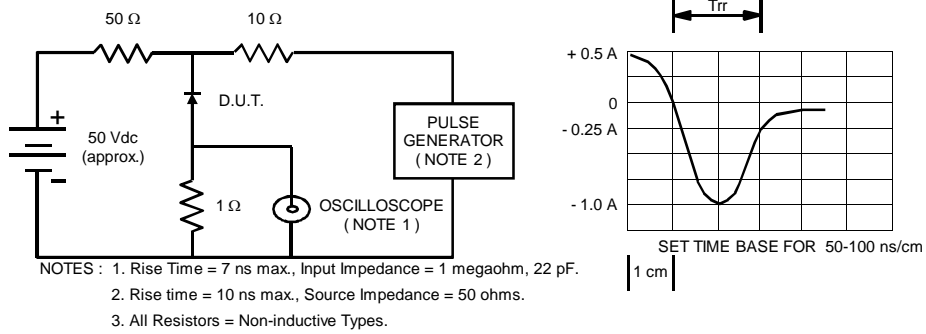 50 Ω
10 Ω
D.U.T.
+
50 Vdc
(approx.)
−
1 Ω
OSCILLOSCOPE
( NOTE 1 )
PULSE
GENERATOR
( NOTE 2 )
Trr
+ 0.5 A
0
- 0.25 A
- 1.0 A
SET TIME BASE FOR 50-100 ns/cm
1 cm
NOTES : 1. Rise Time = 7 ns max., Input Impedance = 1 megaohm, 22 pF.
2. Rise time = 10 ns max., Source Impedance = 50 ohms.
3. All Resistors = Non-inductive Types.